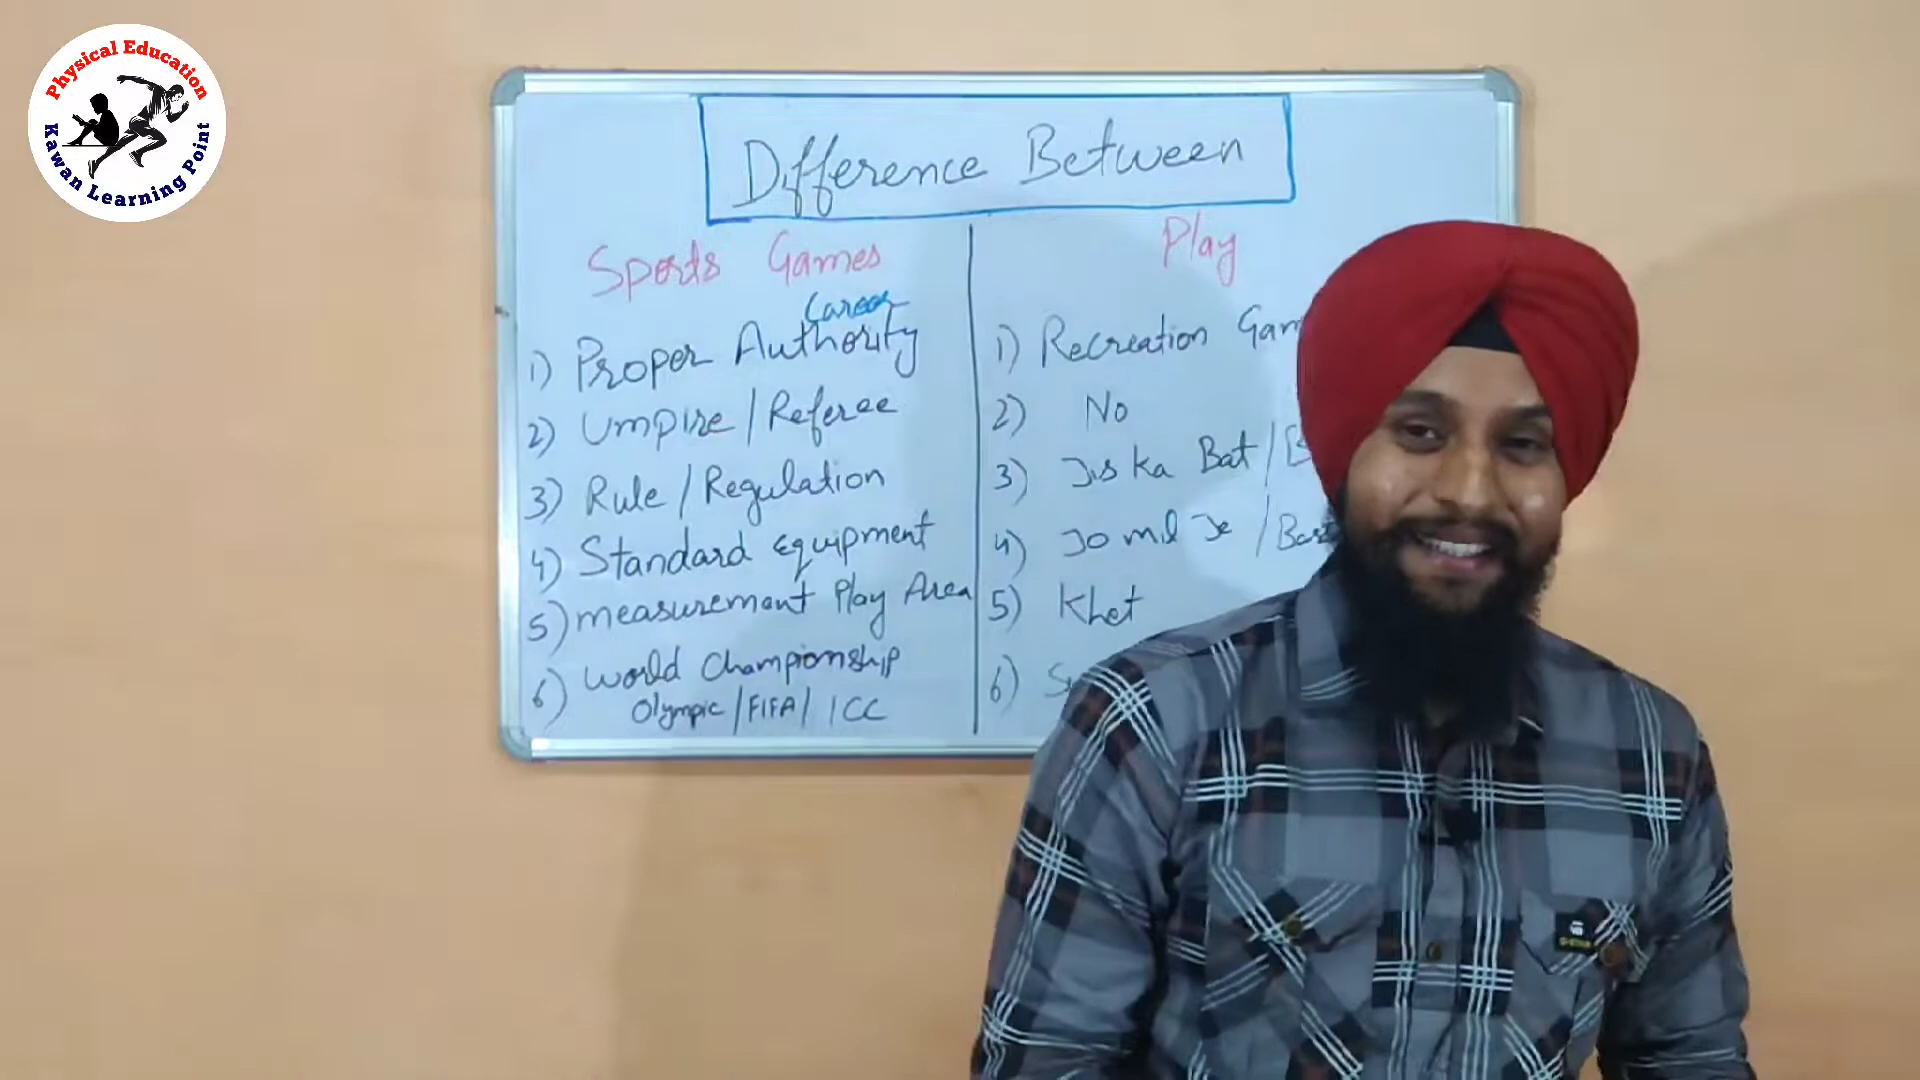 Physical Education
Kawan Learning Point
Difference Between
Sports Games
Play
Career
1) Proper Authority
2) Umpire / Referee
3) Rule / Regulation
4) Standard equipment
5) measurement Play Area
6) World Championship
Olympic / FIFA / ICC
1) Recreation
2) No
3) Jis ka Bat /
4) Jo mil Je /
5) Khet
6)